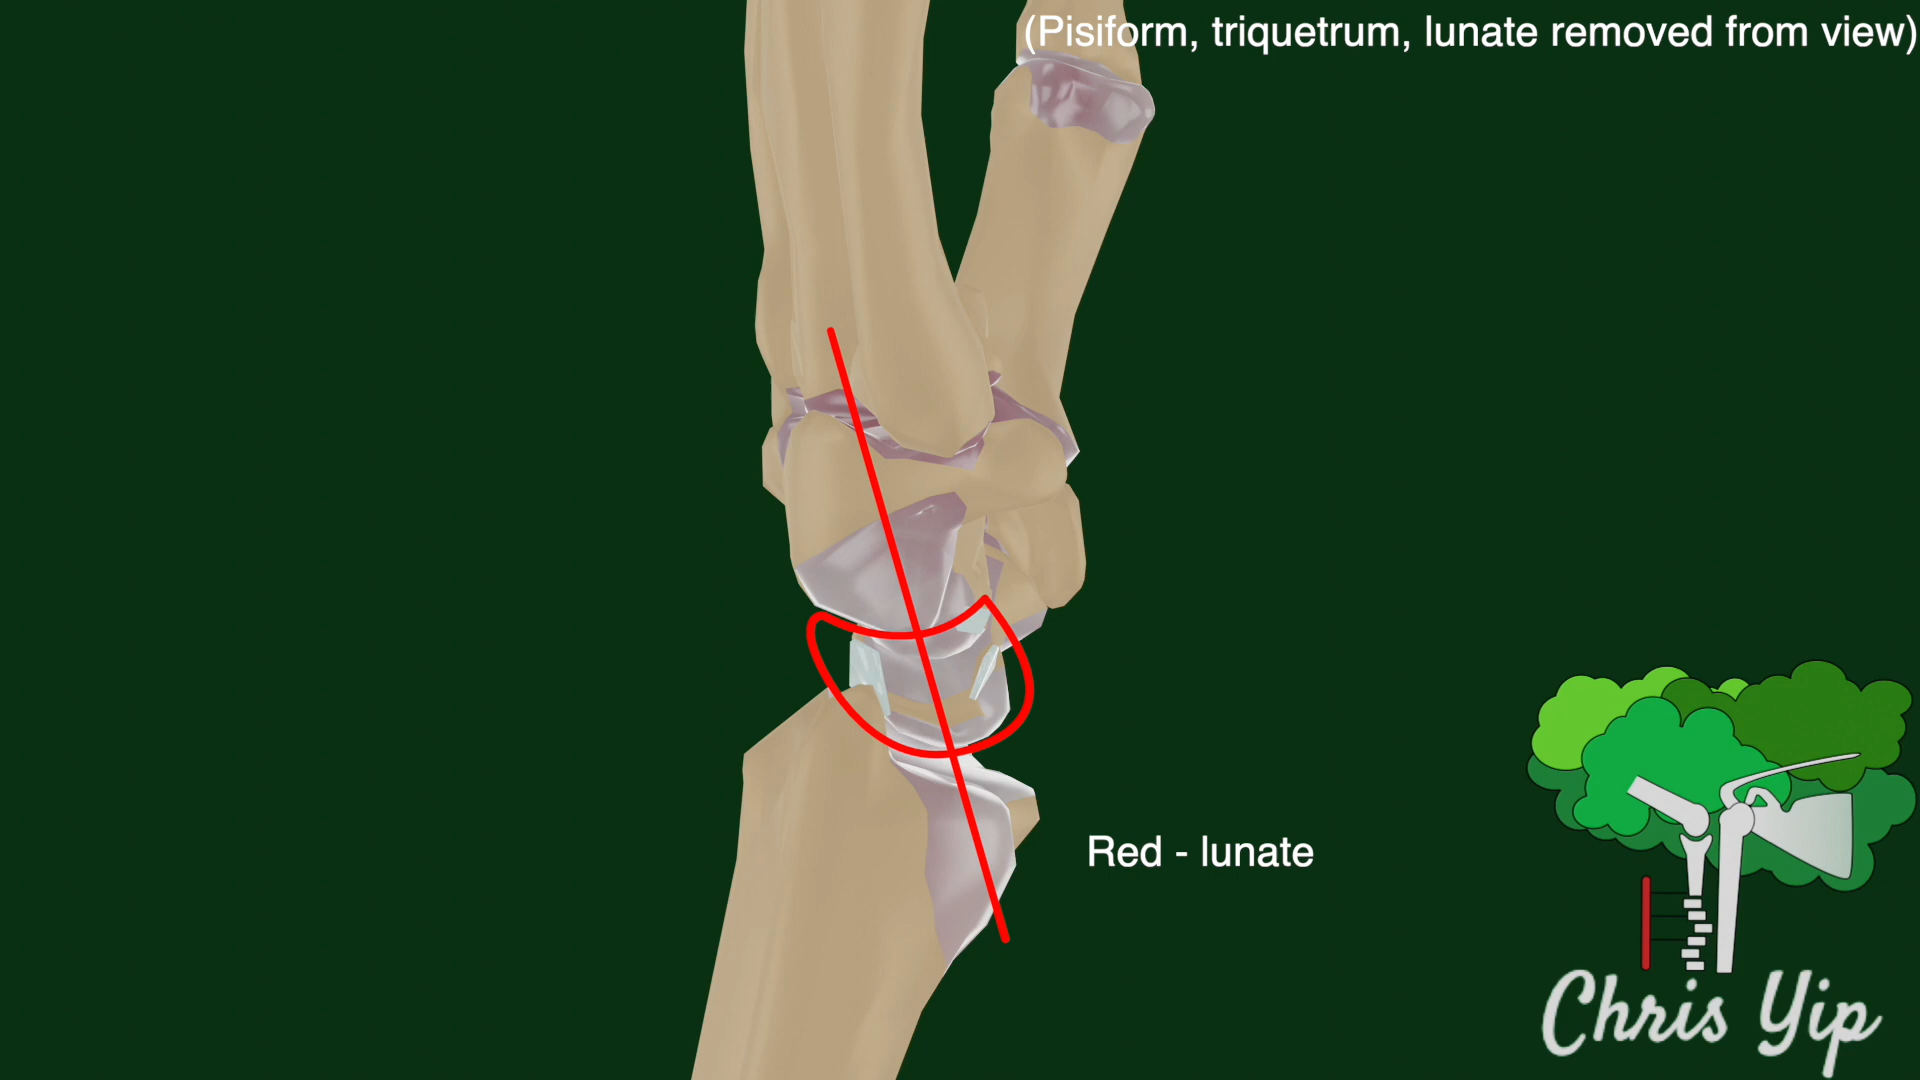 (Pisiform, triquetrum, lunate removed from view)
Red - lunate
Chris Yip